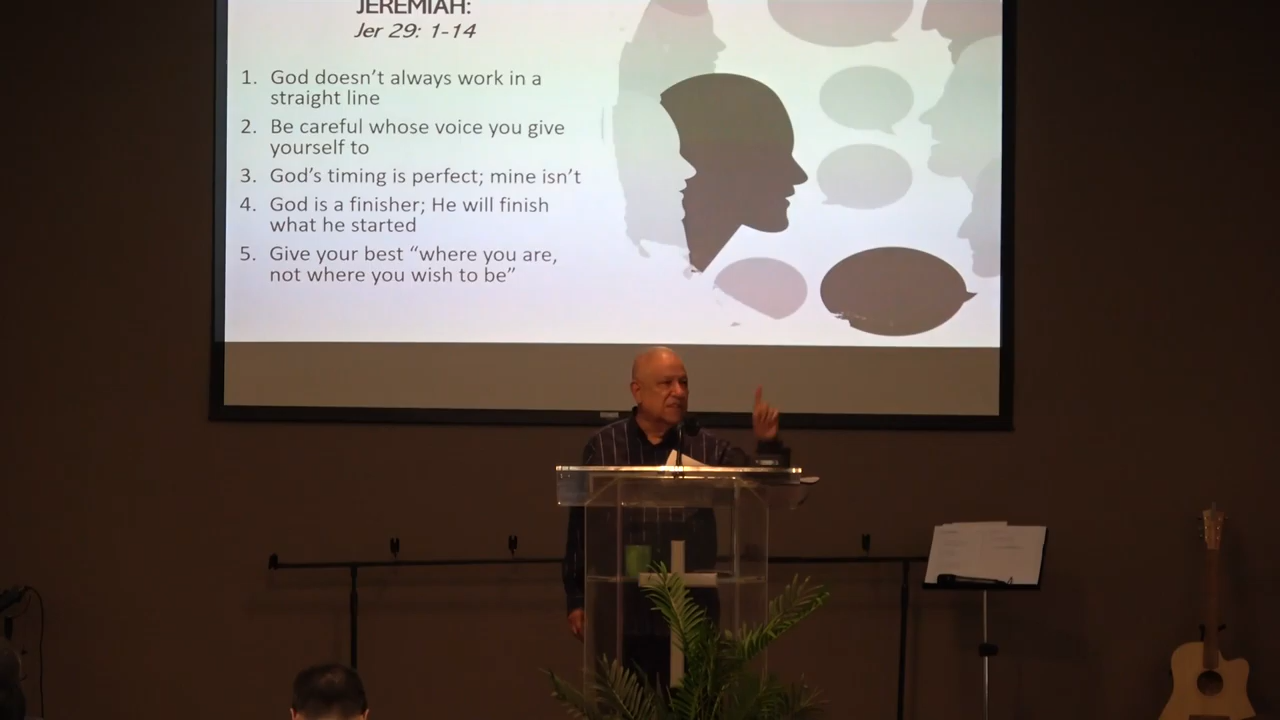 JEREMIAH:
Jer 29: 1-14
1. God doesn't always work in a
straight line
2. Be careful whose voice you give
yourself to
3. God's timing is perfect; mine isn't
4. God is a finisher; He will finish
what he started
5. Give your best “where you are,
not where you wish to be”